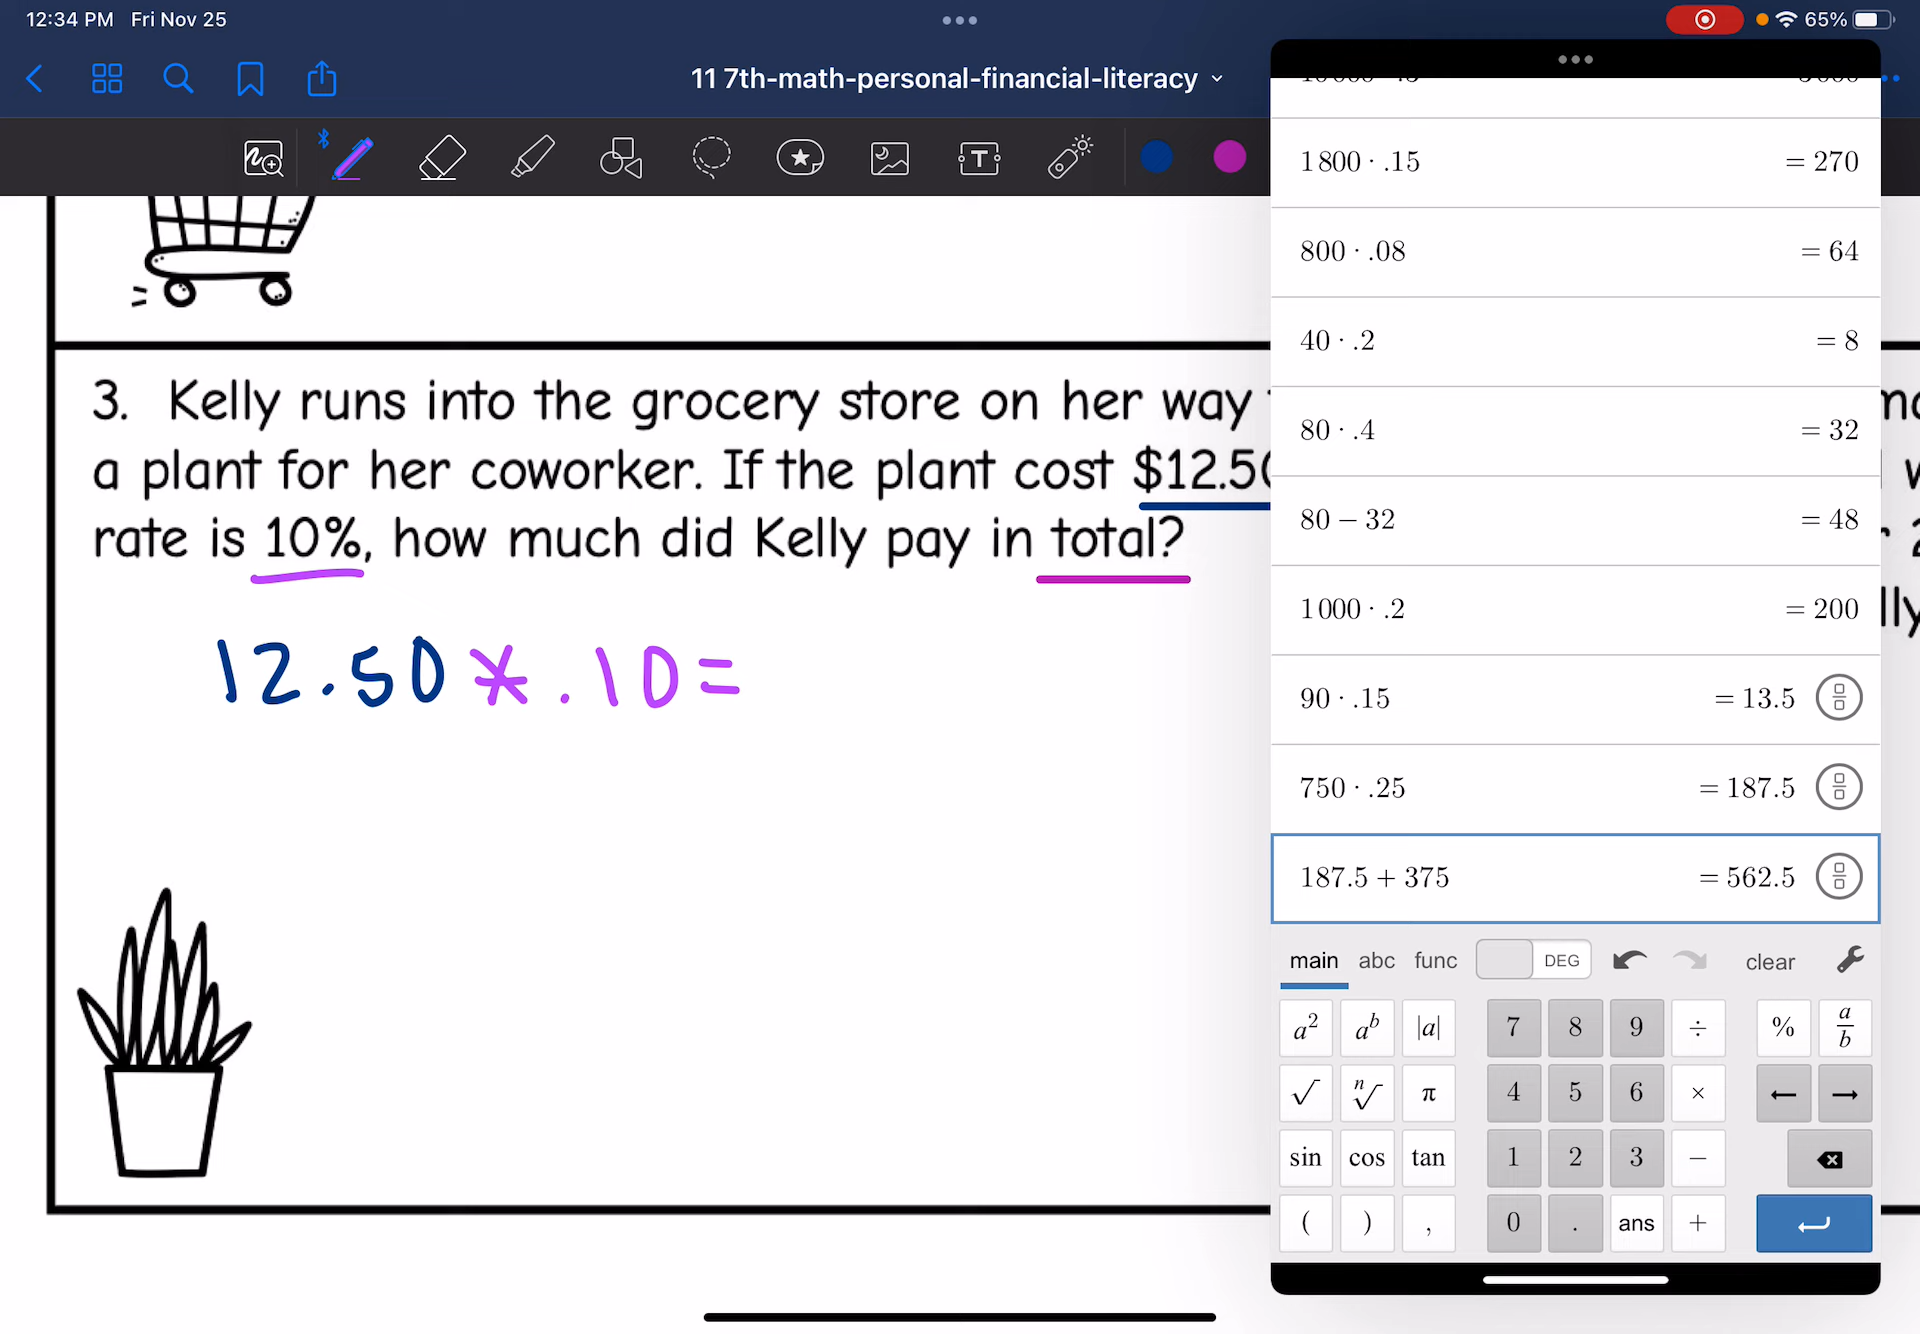 12:34 PM Fri Nov 25
65%
11 7th-math-personal-financial-literacy
T
1800 · .15 = 270
800 · .08 = 64
40 · .2 = 8
80 · .4 = 32
80 − 32 = 48
1000 · .2 = 200
90 · .15 = 13.5
750 · .25 = 187.5
187.5 + 375 = 562.5
3. Kelly runs into the grocery store on her way
a plant for her coworker. If the plant cost $12.50
rate is 10%, how much did Kelly pay in total?
12.50 * .10 =
main abc func DEG clear
a² aᵇ |a| 7 8 9 ÷ % a/b
√ ⁿ√ π 4 5 6 × ← →
sin cos tan 1 2 3 −
( ) , 0 . ans +